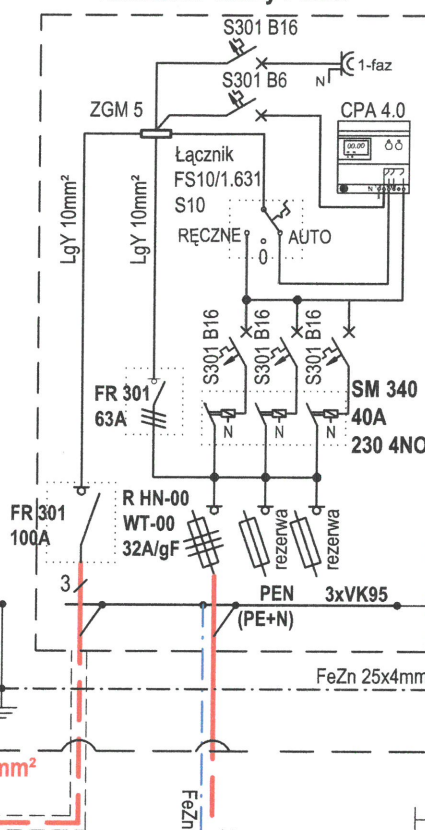 S301 B16
N
1-faz
S301 B6
ZGM 5
CPA 4.0
00.00
N
Łącznik
FS10/1.631
S10
LgY 10mm²
LgY 10mm²
RĘCZNE
0
AUTO
S301 B16
S301 B16
S301 B16
FR 301
63A
SM 340
40A
230 4NO
N
N
N
R HN-00
WT-00
32A/gF
rezerwa
rezerwa
FR 301
100A
3
PEN
3xVK95
(PE+N)
FeZn 25x4mm
mm²
FeZn